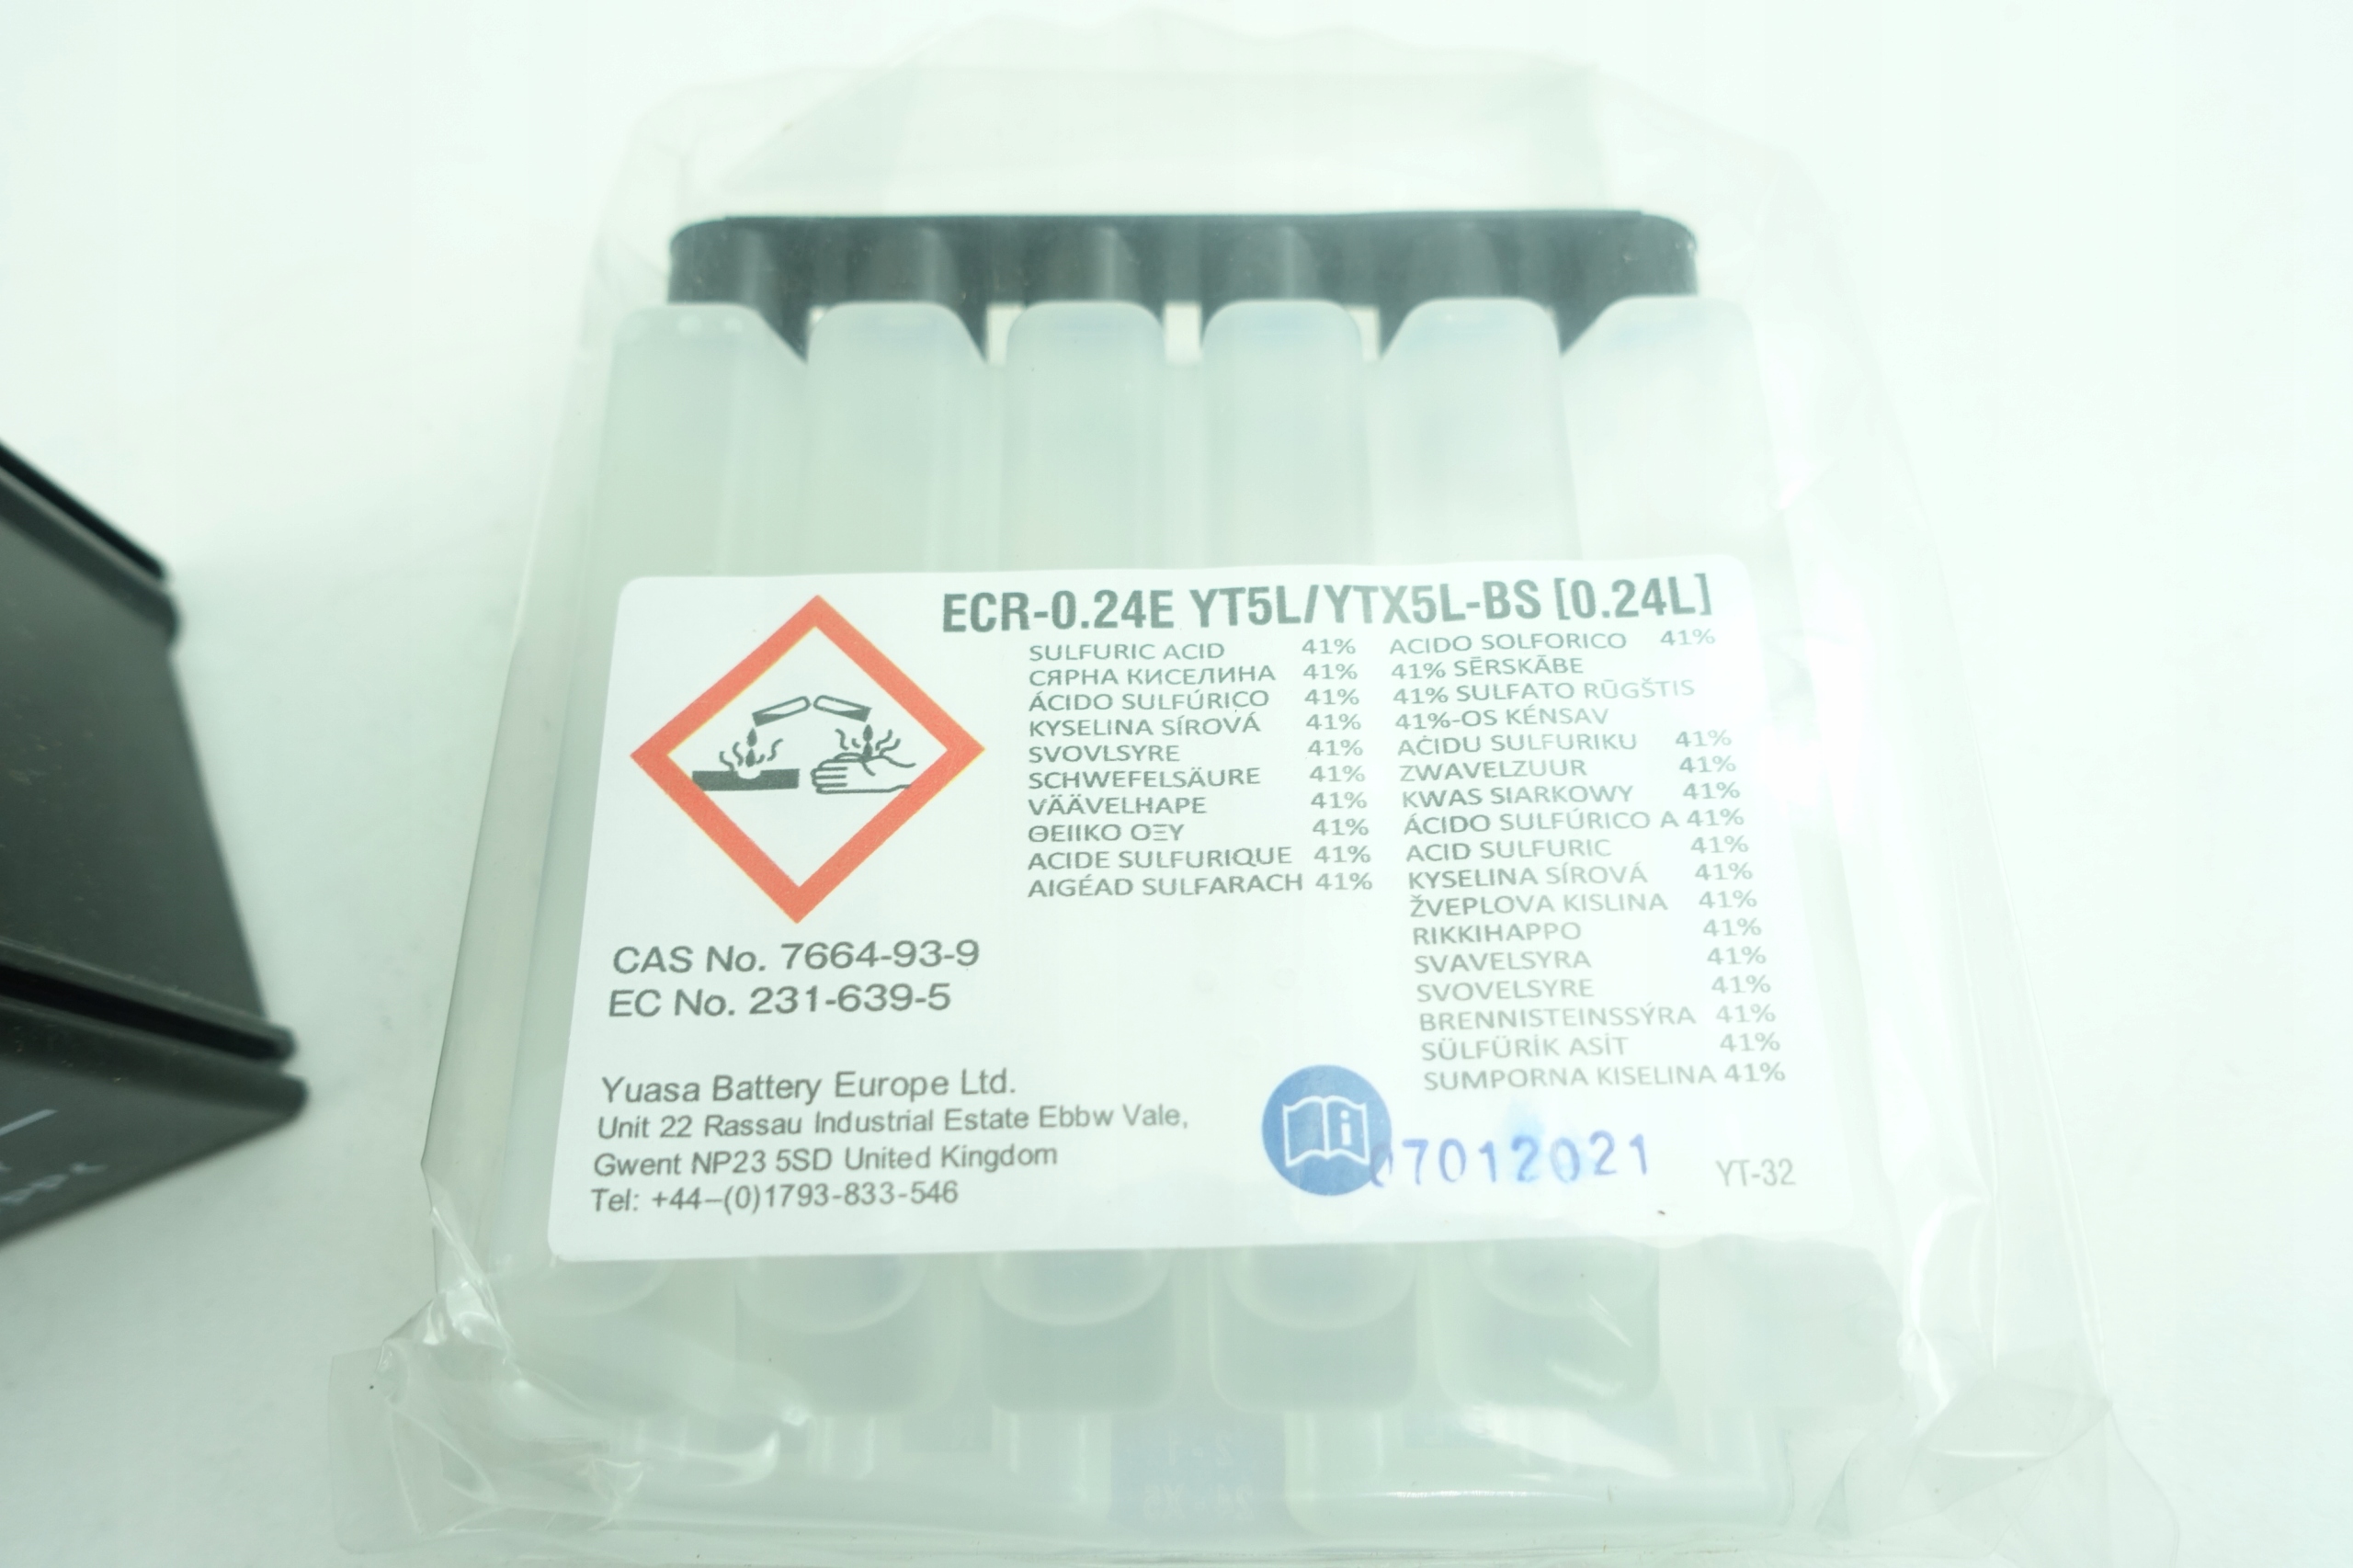 ECR-0.24E YT5L/YTX5L-BS [0.24L]
SULFURIC ACID 41%
СЯРНА КИСЕЛИНА 41%
ÁCIDO SULFÚRICO 41%
KYSELINA SÍROVÁ 41%
SVOVLSYRE 41%
SCHWEFELSÄURE 41%
VÄÄVELHAPE 41%
ΘΕΙΙΚΟ ΟΞΥ 41%
ACIDE SULFURIQUE 41%
AIGÉAD SULFARACH 41%
ACIDO SOLFORICO 41%
41% SĒRSKĀBE
41% SULFATO RŪGŠTIS
41%-OS KÉNSAV
AĊIDU SULFURIKU 41%
ZWAVELZUUR 41%
KWAS SIARKOWY 41%
ÁCIDO SULFÚRICO A 41%
ACID SULFURIC 41%
KYSELINA SÍROVÁ 41%
ŽVEPLOVA KISLINA 41%
RIKKIHAPPO 41%
SVAVELSYRA 41%
SVOVELSYRE 41%
BRENNISTEINSSÝRA 41%
SÜLFÜRİK ASİT 41%
SUMPORNA KISELINA 41%
CAS No. 7664-93-9
EC No. 231-639-5
Yuasa Battery Europe Ltd.
Unit 22 Rassau Industrial Estate Ebbw Vale,
Gwent NP23 5SD United Kingdom
Tel: +44–(0)1793-833-546
i
07012021
YT-32